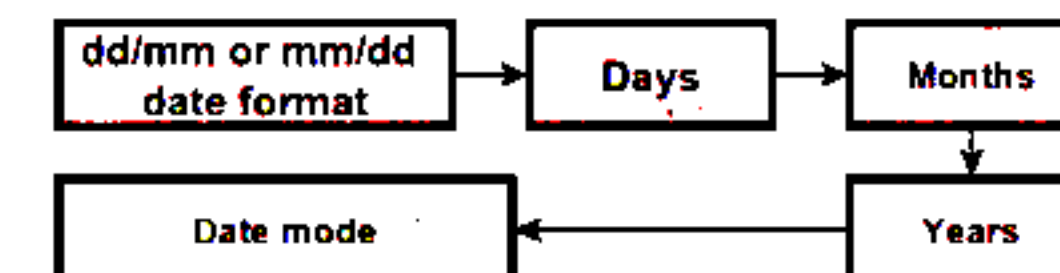 dd/mm or mm/dd
date format
Days
Months
Years
Date mode